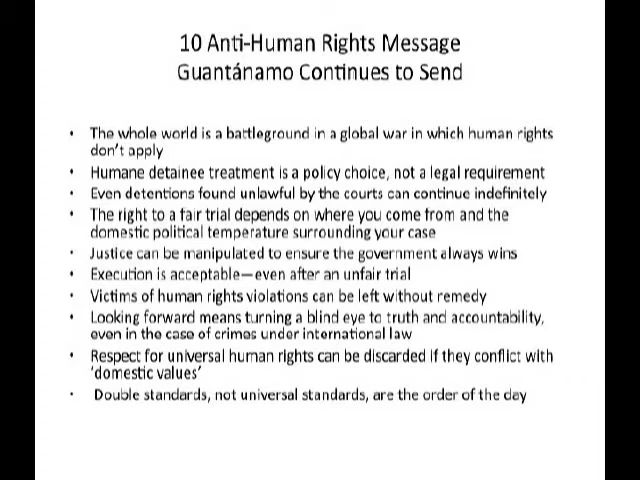 10 Anti-Human Rights Message
Guantánamo Continues to Send
• The whole world is a battleground in a global war in which human rights
don't apply
• Humane detainee treatment is a policy choice, not a legal requirement
• Even detentions found unlawful by the courts can continue indefinitely
• The right to a fair trial depends on where you come from and the
domestic political temperature surrounding your case
• Justice can be manipulated to ensure the government always wins
• Execution is acceptable—even after an unfair trial
• Victims of human rights violations can be left without remedy
• Looking forward means turning a blind eye to truth and accountability,
even in the case of crimes under international law
• Respect for universal human rights can be discarded if they conflict with
'domestic values'
• Double standards, not universal standards, are the order of the day